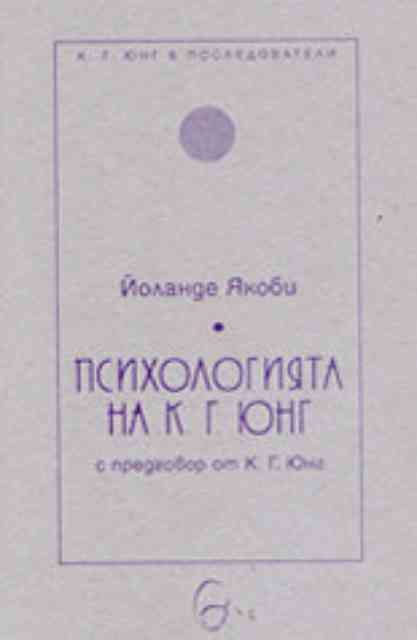 К. Г. ЮНГ & ПОСЛЕДОВАТЕЛИ
Йоланде Якоби
ПСИХОЛОГИЯТА
НА К Г ЮНГ
с предговор от К. Г. Юнг